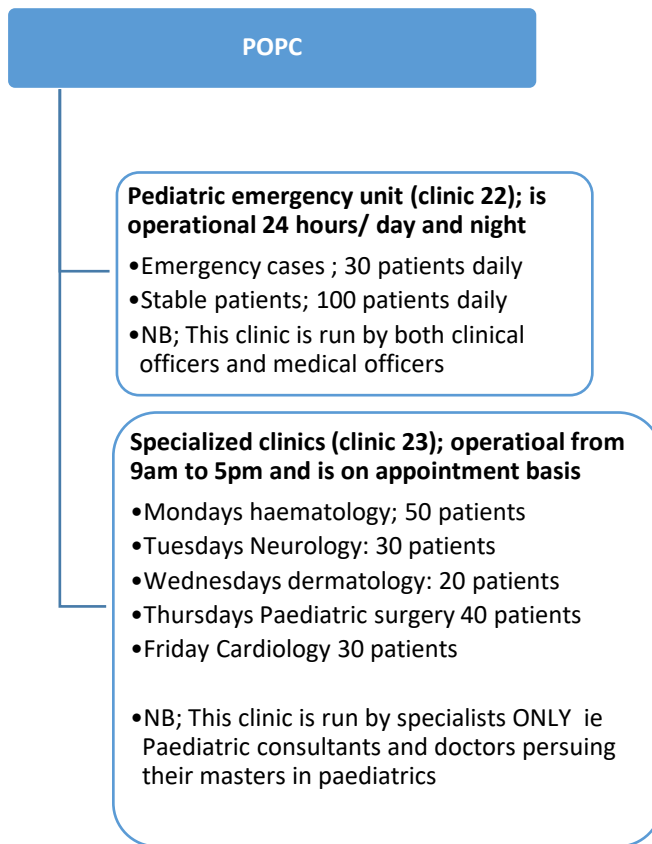 POPC
Pediatric emergency unit (clinic 22); is
operational 24 hours/ day and night
•Emergency cases ; 30 patients daily
•Stable patients; 100 patients daily
•NB; This clinic is run by both clinical
officers and medical officers
Specialized clinics (clinic 23); operatioal from
9am to 5pm and is on appointment basis
•Mondays haematology; 50 patients
•Tuesdays Neurology: 30 patients
•Wednesdays dermatology: 20 patients
•Thursdays Paediatric surgery 40 patients
•Friday Cardiology 30 patients
•NB; This clinic is run by specialists ONLY ie
Paediatric consultants and doctors persuing
their masters in paediatrics